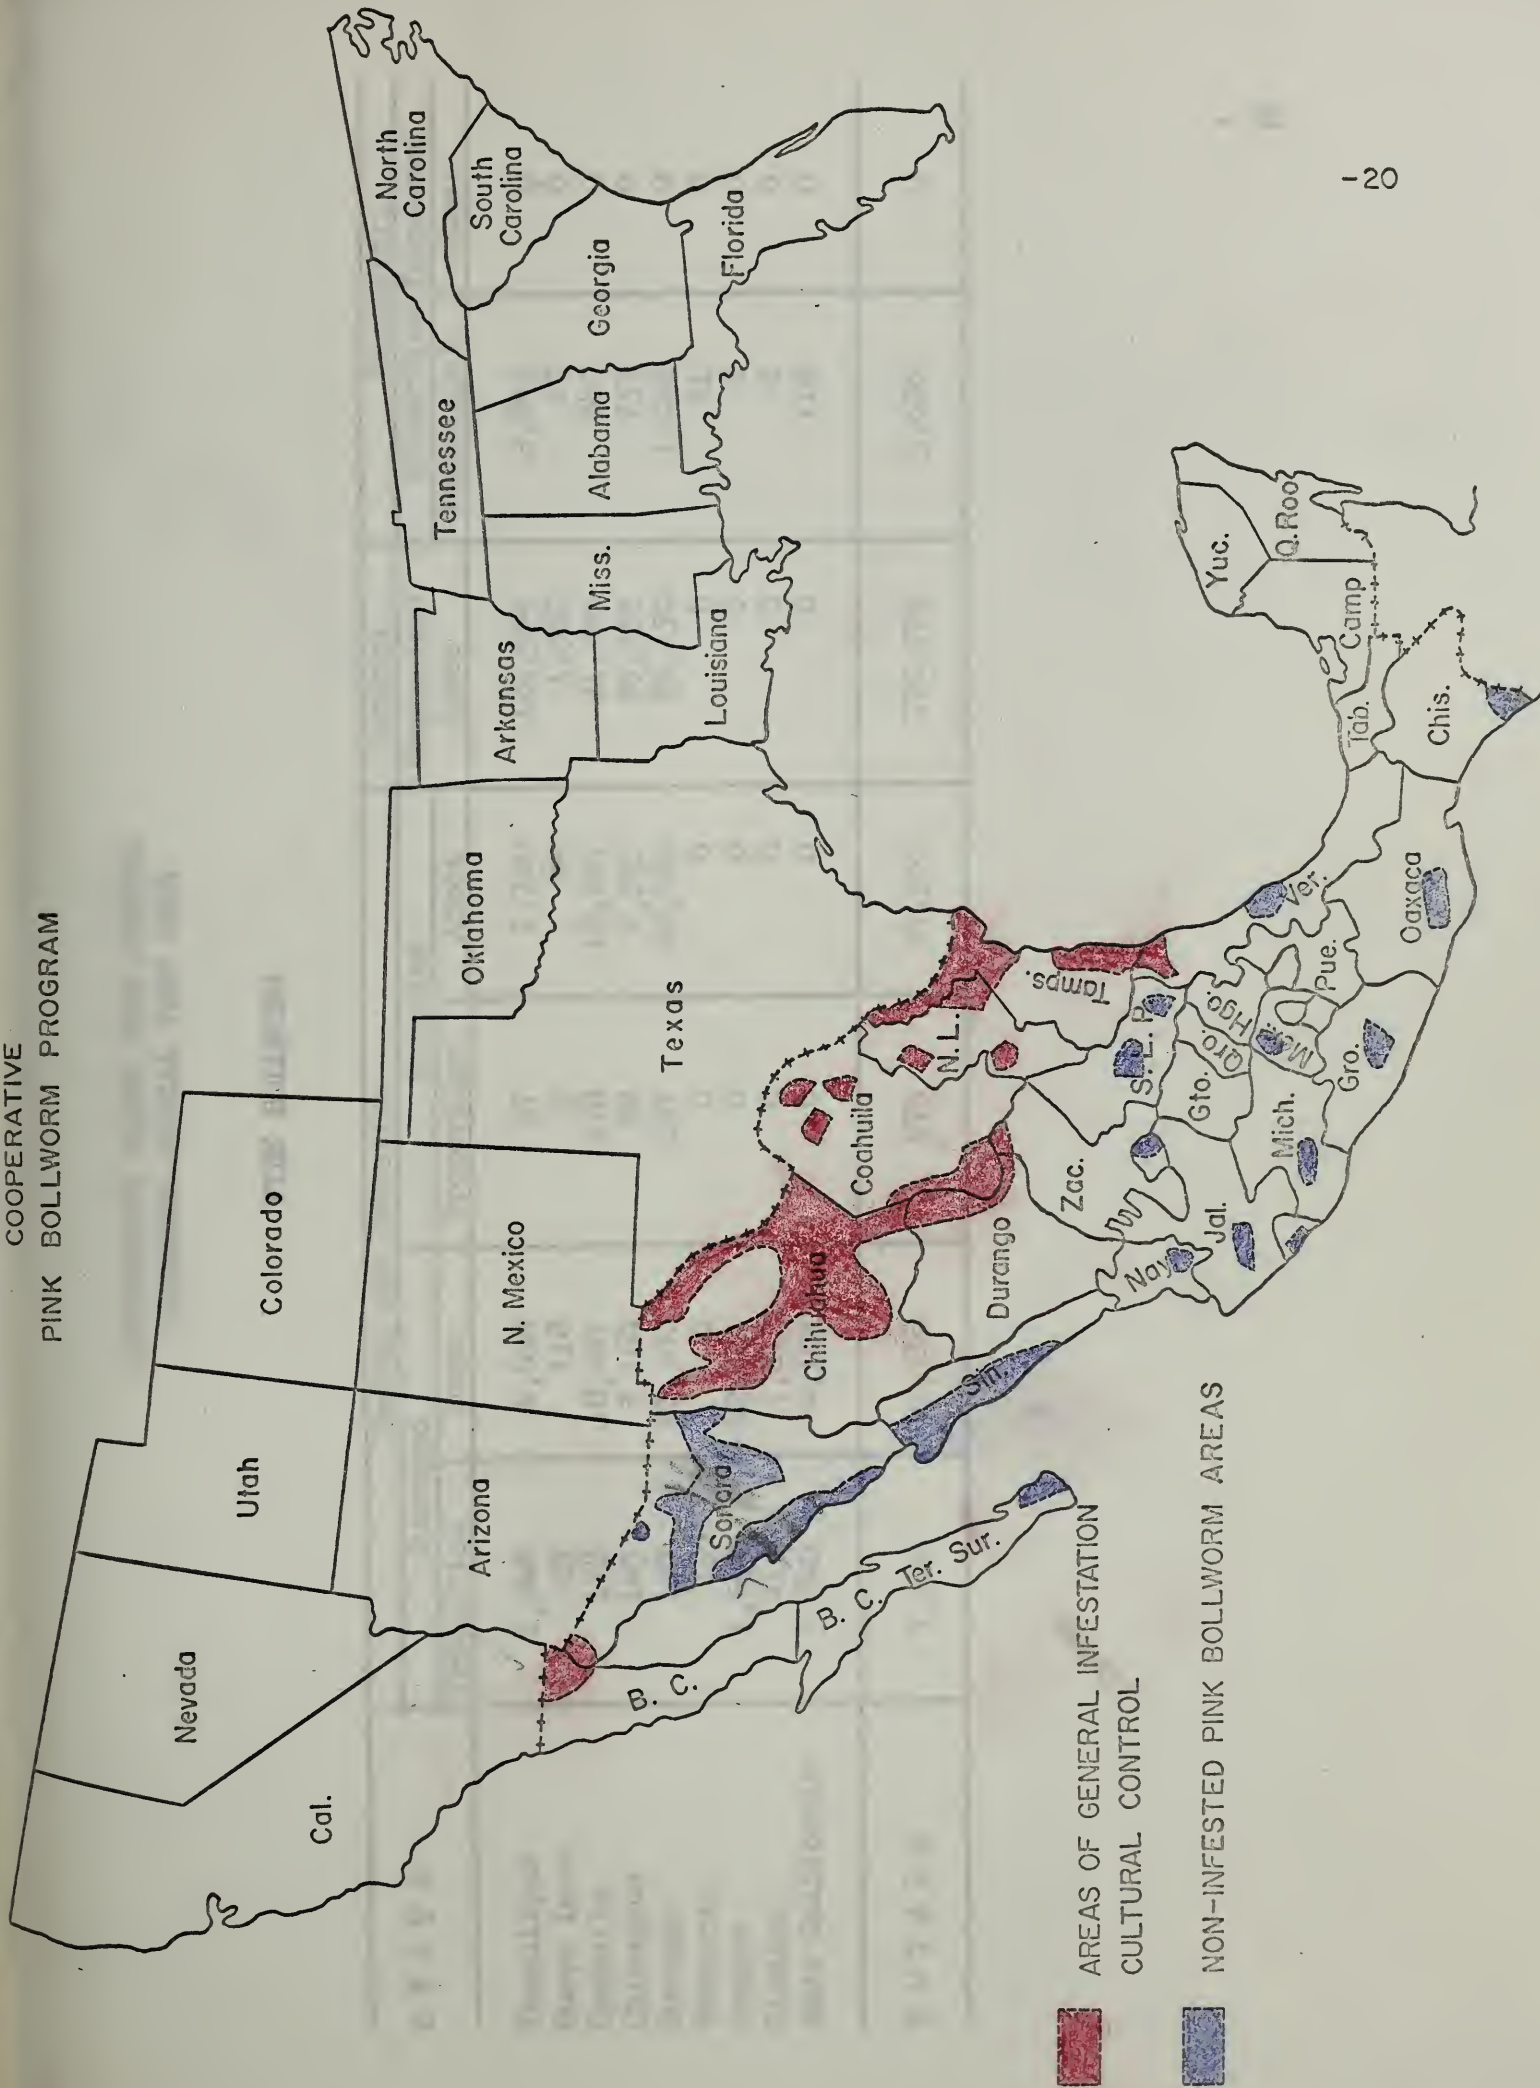 COOPERATIVE
PINK BOLLWORM PROGRAM
Nevada
Utah
Colorado
Cal.
Arizona
N. Mexico
Oklahoma
Texas
Arkansas
Louisiana
Tennessee
Miss.
Alabama
Georgia
Florida
North
Carolina
South
Carolina
B. C.
B. C. Ter. Sur.
Sonora
Chihuahua
Coahuila
N. L.
Tamps.
Sin.
Durango
Zac.
S. L. P.
Nay.
Jal.
Gto.
Qro.
Hgo.
Mich.
Pue.
Ver.
Gro.
Oaxaca
Tab.
Chis.
Camp
Yuc.
Q. Roo
AREAS OF GENERAL INFESTATION
CULTURAL CONTROL
NON-INFESTED PINK BOLLWORM AREAS
-20